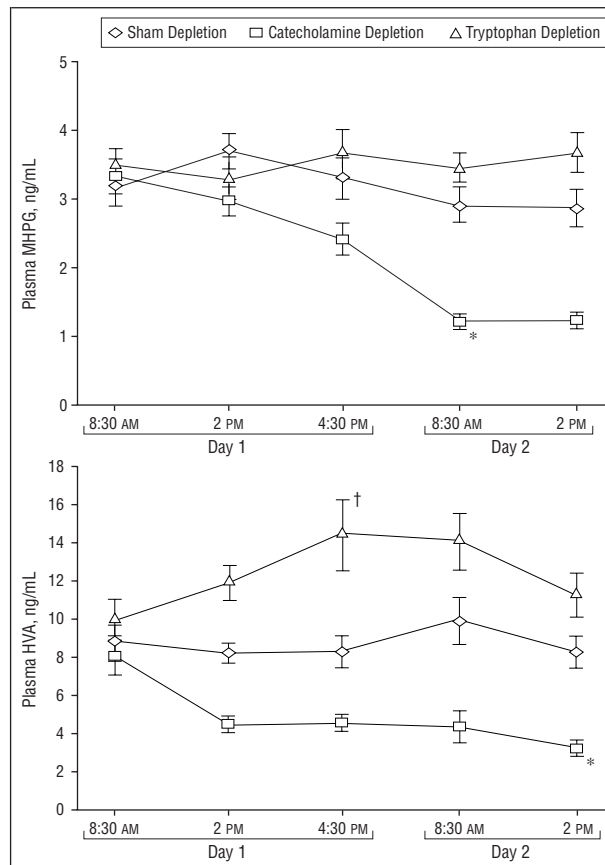 Sham Depletion Catecholamine Depletion Tryptophan Depletion
5
4
3
2
1
0
Plasma MHPG, ng/mL
*
8:30 AM 2 PM 4:30 PM 8:30 AM 2 PM
Day 1 Day 2
18
16
14
12
10
8
6
4
2
0
Plasma HVA, ng/mL
†
*
8:30 AM 2 PM 4:30 PM 8:30 AM 2 PM
Day 1 Day 2